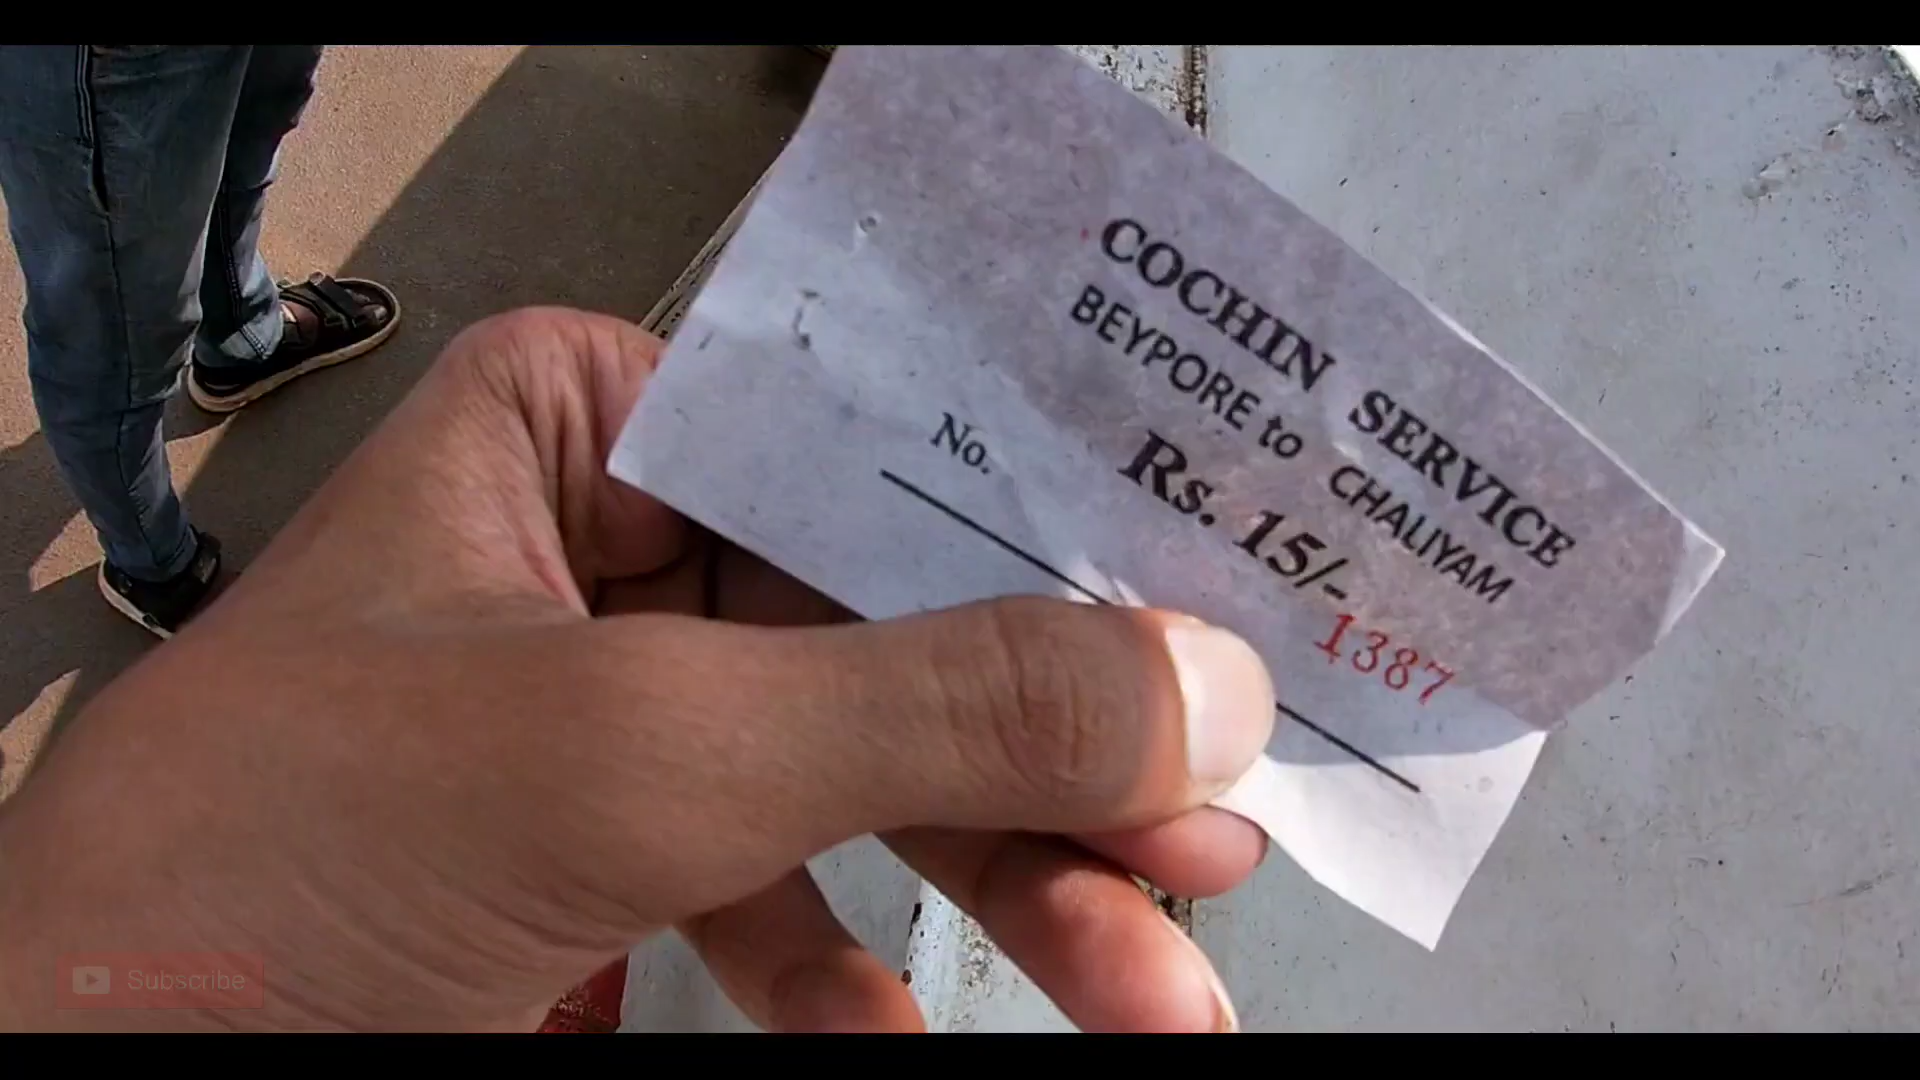 COCHIN SERVICE
BEYPORE to CHALIYAM
Rs. 15/-
No.
1387
Subscribe